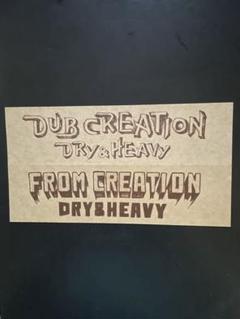 DUB CREATION
DRY & HEAVY
FROM CREATION
DRY & HEAVY